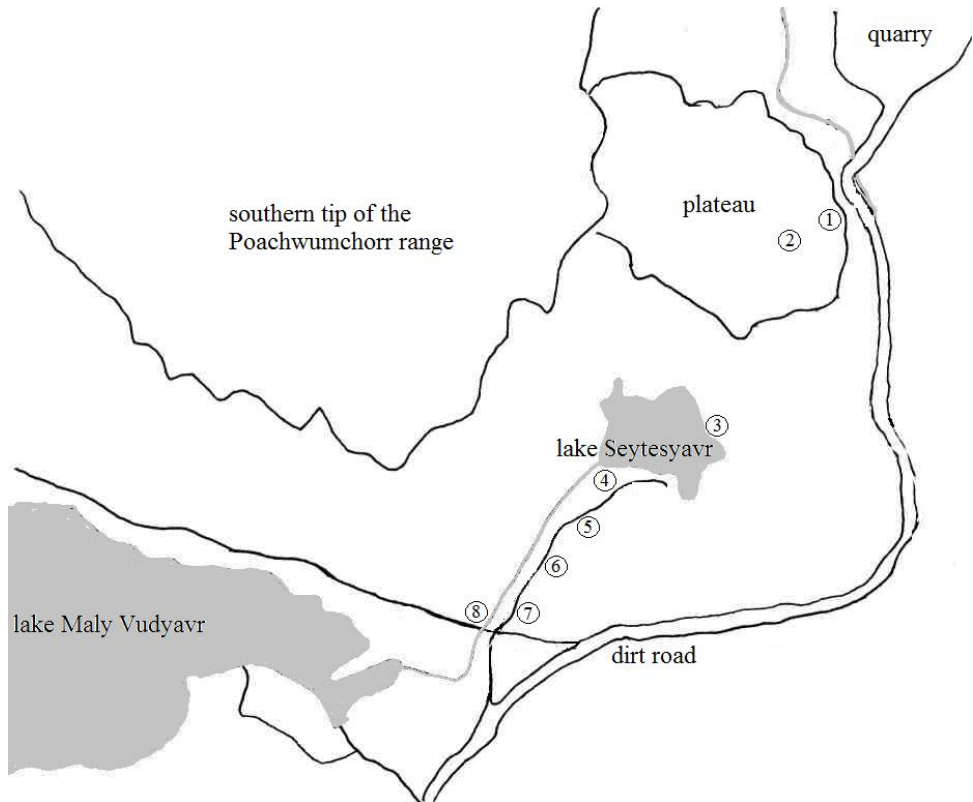 quarry
southern tip of the
Poachwumchorr range
plateau
1
2
3
lake Seytesyavr
4
5
6
8
7
lake Maly Vudyavr
dirt road